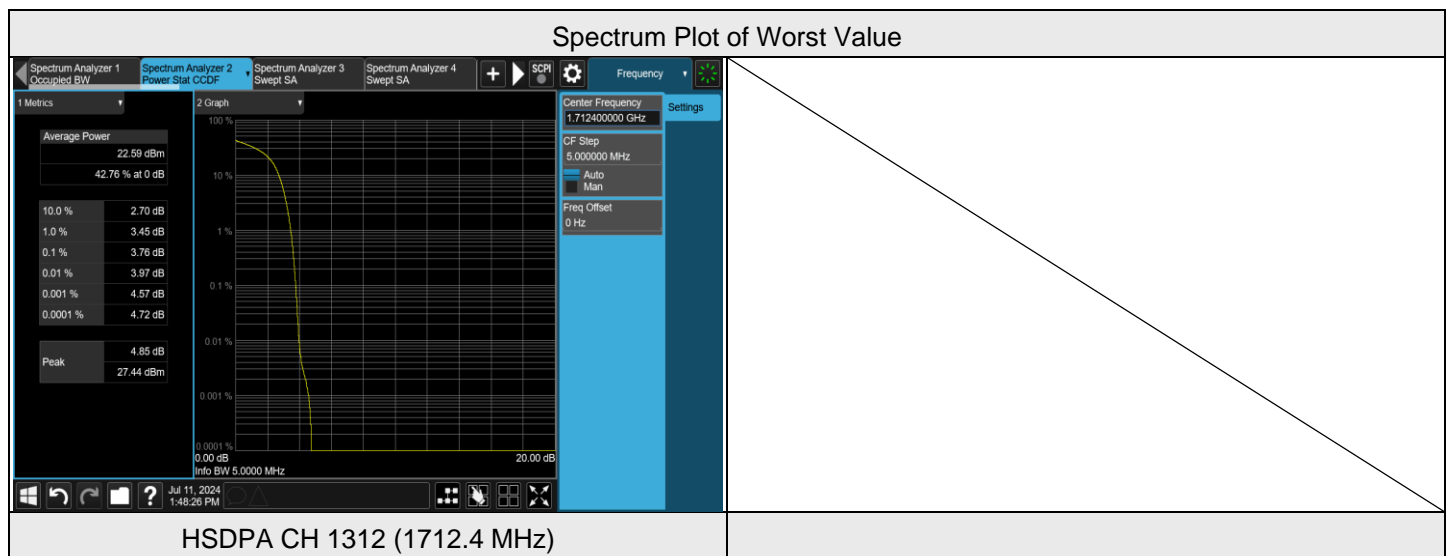 Spectrum Plot of Worst Value
Spectrum Analyzer 1
Occupied BW
Spectrum Analyzer 2
Power Stat CCDF
Spectrum Analyzer 3
Swept SA
Spectrum Analyzer 4
Swept SA
SCPI
Frequency
1 Metrics
2 Graph
Center Frequency
1.712400000 GHz
Settings
CF Step
5.000000 MHz
Auto
Man
Freq Offset
0 Hz
Average Power
22.59 dBm
42.76 % at 0 dB
10.0 % 2.70 dB
1.0 % 3.45 dB
0.1 % 3.76 dB
0.01 % 3.97 dB
0.001 % 4.57 dB
0.0001 % 4.72 dB
Peak
4.85 dB
27.44 dBm
100 %
10 %
1 %
0.1 %
0.01 %
0.001 %
0.0001 %
0.00 dB 20.00 dB
Info BW 5.0000 MHz
?
Jul 11, 2024
1:48:26 PM
HSDPA CH 1312 (1712.4 MHz)